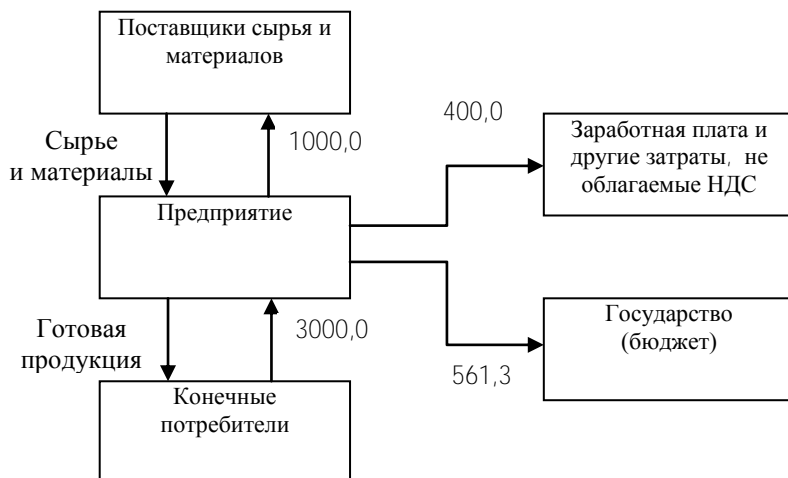 Поставщики сырья и
материалов
400,0
Сырье
и материалы
1000,0
Заработная плата и
другие затраты, не
облагаемые НДС
Предприятие
Готовая
продукция
3000,0
Государство
(бюджет)
561,3
Конечные
потребители